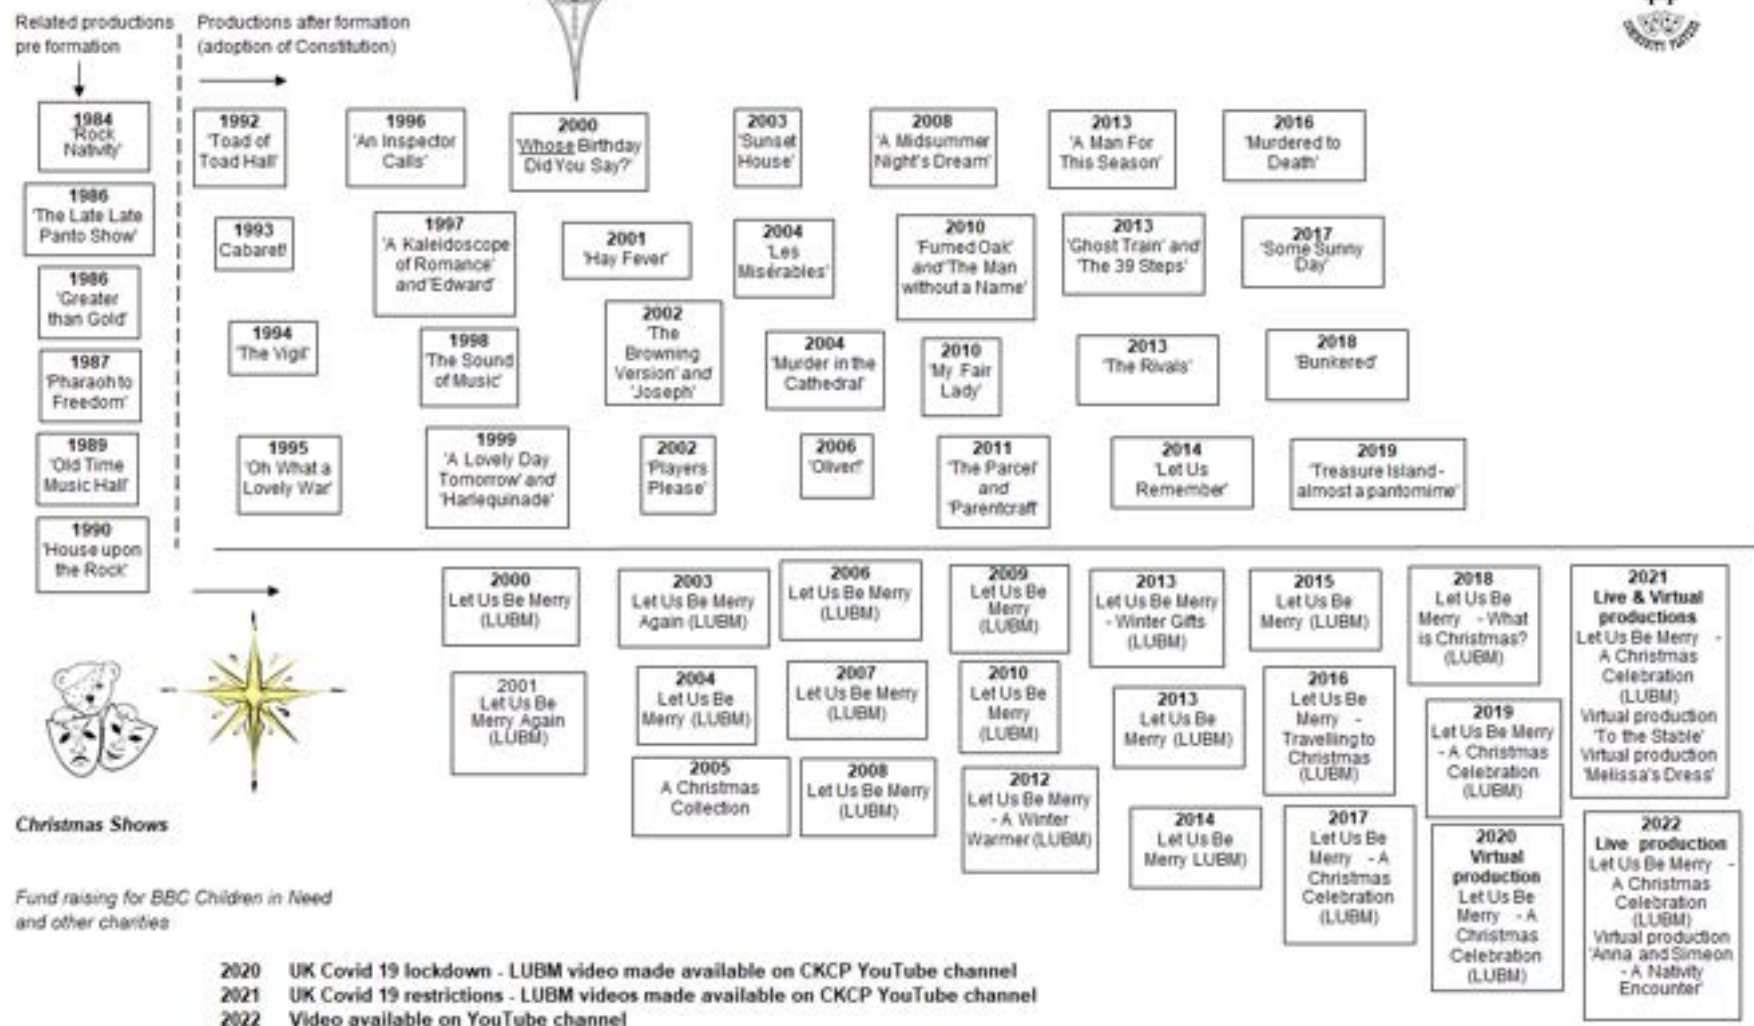 Related productions
pre formation
Productions after formation
(adoption of Constitution)
COMMUNITY PLAYERS
1984
'Rock
Nativity'
1986
'The Late Late
Panto Show'
1986
'Greater
than Gold'
1987
'Pharaoh to
Freedom'
1989
'Old Time
Music Hall'
1990
'House upon
the Rock'
1992
'Toad of
Toad Hall'
1993
Cabaret!
1994
'The Vigil'
1995
'Oh What a
Lovely War'
1996
'An Inspector
Calls'
1997
'A Kaleidoscope
of Romance'
and 'Edward'
1998
'The Sound
of Music'
1999
'A Lovely Day
Tomorrow' and
'Harlequinade'
2000
'Whose Birthday
Did You Say?'
2001
'Hay Fever'
2002
'The
Browning
Version' and
'Joseph'
2002
'Players
Please'
2003
'Sunset
House'
2004
'Les
Misérables'
2004
'Murder in the
Cathedral'
2006
'Oliver!'
2008
'A Midsummer
Night's Dream'
2010
'Fumed Oak'
and 'The Man
without a Name'
2010
'My Fair
Lady'
2011
'The Parcel'
and
'Parentcraft'
2013
'A Man For
This Season'
2013
'Ghost Train' and
'The 39 Steps'
2013
'The Rivals'
2014
'Let Us
Remember'
2016
'Murdered to
Death'
2017
'Some Sunny
Day'
2018
'Bunkered'
2019
'Treasure Island -
almost a pantomime'
2000
Let Us Be Merry
(LUBM)
2001
Let Us Be
Merry Again
(LUBM)
2003
Let Us Be Merry
Again (LUBM)
2004
Let Us Be
Merry (LUBM)
2005
A Christmas
Collection
2006
Let Us Be Merry
(LUBM)
2007
Let Us Be Merry
(LUBM)
2008
Let Us Be Merry
(LUBM)
2009
Let Us Be
Merry
(LUBM)
2010
Let Us Be
Merry
(LUBM)
2012
Let Us Be Merry
- A Winter
Warmer (LUBM)
2013
Let Us Be Merry
- Winter Gifts
(LUBM)
2013
Let Us Be
Merry (LUBM)
2014
Let Us Be
Merry LUBM)
2015
Let Us Be
Merry (LUBM)
2016
Let Us Be
Merry -
Travelling to
Christmas
(LUBM)
2017
Let Us Be
Merry - A
Christmas
Celebration
(LUBM)
2018
Let Us Be
Merry - What
is Christmas?
(LUBM)
2019
Let Us Be Merry
- A Christmas
Celebration
(LUBM)
2020
Virtual
production
Let Us Be
Merry - A
Christmas
Celebration
(LUBM)
2021
Live & Virtual
productions
Let Us Be Merry -
A Christmas
Celebration
(LUBM)
Virtual production
'To the Stable'
Virtual production
'Melissa's Dress'
2022
Live production
Let Us Be Merry -
A Christmas
Celebration
(LUBM)
Virtual production
'Anna and Simeon
- A Nativity
Encounter'
Christmas Shows
Fund raising for BBC Children in Need
and other charities
2020 UK Covid 19 lockdown - LUBM video made available on CKCP YouTube channel
2021 UK Covid 19 restrictions - LUBM videos made available on CKCP YouTube channel
2022 Video available on YouTube channel